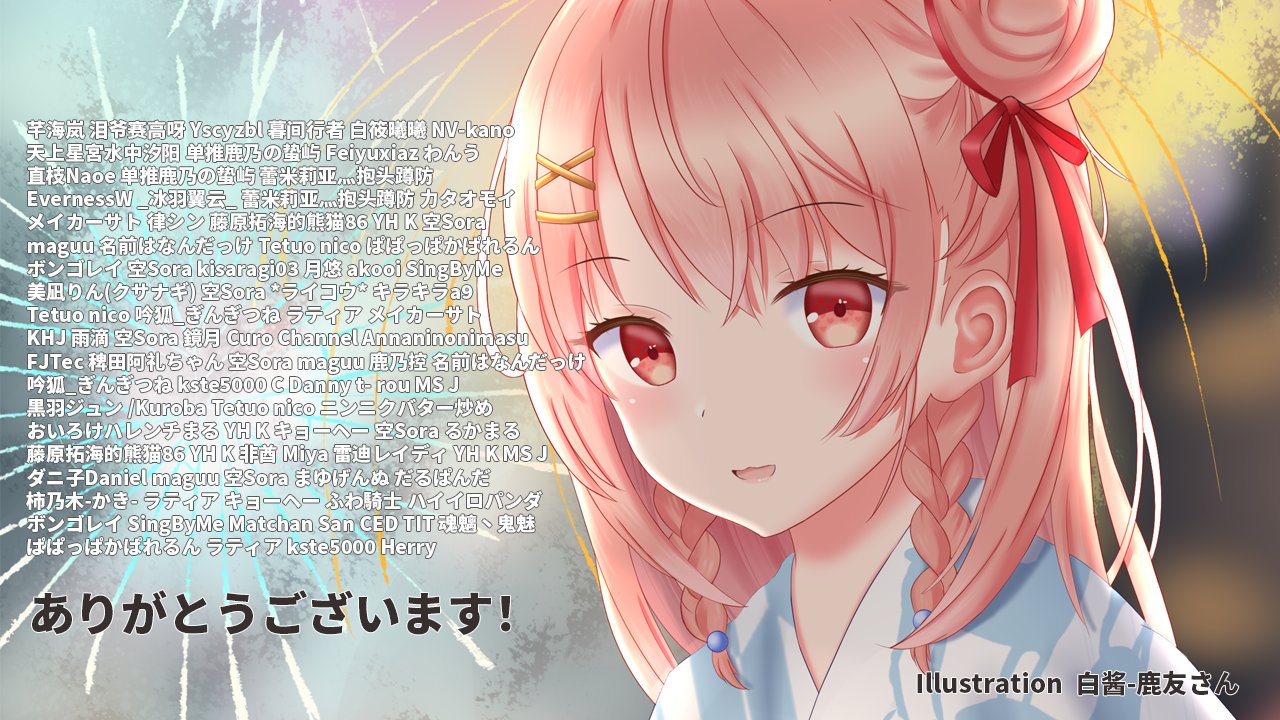 芊海岚 泪爷赛高呀 Yscyzbl 暮间行者 白筱曦曦 NV-kano
天上星宮水中汐阳 单推鹿乃の蛰屿 Feiyuxiaz わんう
直枝Naoe 单推鹿乃の蛰屿 蕾米莉亚灬抱头蹲防
EvernessW _冰羽翼云_ 蕾米莉亚灬抱头蹲防 カタオモイ
メイカーサト 律シン 藤原拓海的熊猫86 YH K 空Sora
maguu 名前はなんだっけ Tetuo nico ぱぱっぱかぱれるん
ボンゴレイ 空Sora kisaragi03 月悠 akooi SingByMe
美凪りん(クサナギ) 空Sora *ライコウ* キラキラa9
Tetuo nico 吟狐_ぎんぎつね ラティア メイカーサト
KHJ 雨滴 空Sora 鏡月 Curo Channel Annaninonimasu
FJTec 稗田阿礼ちゃん 空Sora maguu 鹿乃控 名前はなんだっけ
吟狐_ぎんぎつね kste5000 C Danny t- rou MS J
黒羽ジュン /Kuroba Tetuo nico ニンニクバター炒め
おいろけハレンチまる YH K キョーヘー 空Sora るかまる
藤原拓海的熊猫86 YH K 非酋 Miya 雷迪レイディ YH K MS J
ダニ子Daniel maguu 空Sora まゆげんぬ だるぱんだ
柿乃木-かき- ラティア キョーヘー ふわ騎士 ハイイロパンダ
ボンゴレイ SingByMe Matchan San CED TIT 魂魑丶鬼魅
ぱぱっぱかぱれるん ラティア kste5000 Herry
ありがとうございます!
Illustration 白酱-鹿友さん